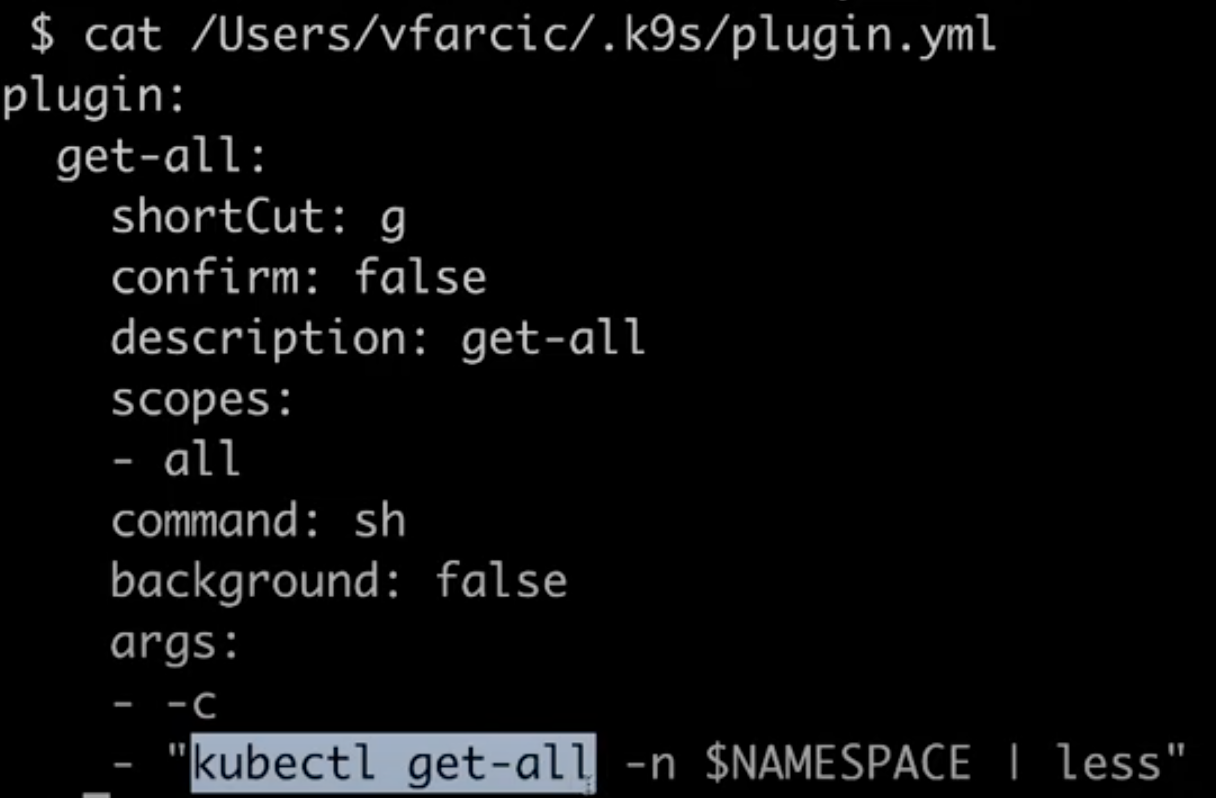 $ cat /Users/vfarcic/.k9s/plugin.yml
plugin:
  get-all:
    shortCut: g
    confirm: false
    description: get-all
    scopes:
    - all
    command: sh
    background: false
    args:
    - -c
    - "kubectl get-all -n $NAMESPACE | less"